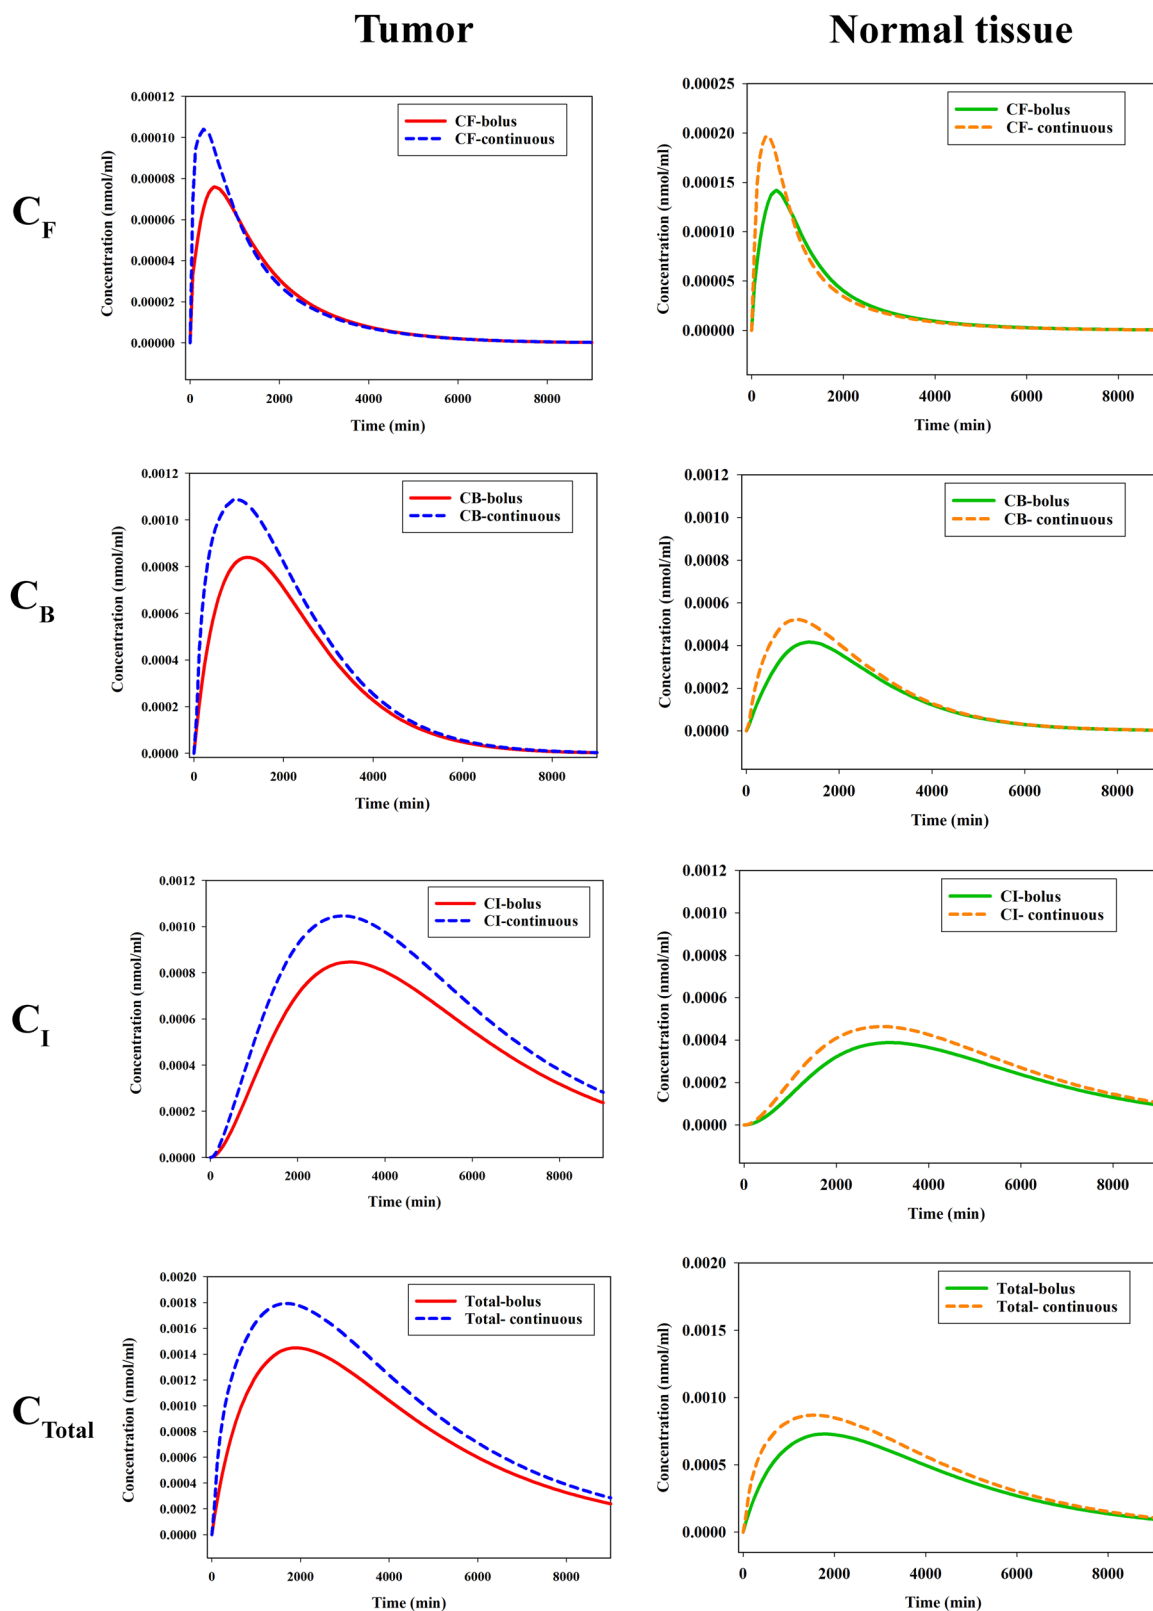 Tumor
Normal tissue
C_F
0.00012
0.00010
0.00008
0.00006
0.00004
0.00002
0.00000
Concentration (nmol/ml)
CF-bolus
CF-continuous
0 2000 4000 6000 8000
Time (min)
0.00025
0.00020
0.00015
0.00010
0.00005
0.00000
Concentration (nmol/ml)
CF-bolus
CF- continuous
0 2000 4000 6000 8000
Time (min)
C_B
0.0012
0.0010
0.0008
0.0006
0.0004
0.0002
0.0000
Concentration (nmol/ml)
CB-bolus
CB-continuous
0 2000 4000 6000 8000
Time (min)
0.0012
0.0010
0.0008
0.0006
0.0004
0.0002
0.0000
Concentration (nmol/ml)
CB-bolus
CB- continuous
0 2000 4000 6000 8000
Time (min)
C_I
0.0012
0.0010
0.0008
0.0006
0.0004
0.0002
0.0000
Concentration (nmol/ml)
CI-bolus
CI-continuous
0 2000 4000 6000 8000
Time (min)
0.0012
0.0010
0.0008
0.0006
0.0004
0.0002
0.0000
Concentration (nmol/ml)
CI-bolus
CI- continuous
0 2000 4000 6000 8000
Time (min)
C_Total
0.0020
0.0018
0.0016
0.0014
0.0012
0.0010
0.0008
0.0006
0.0004
0.0002
0.0000
Concentration (nmol/ml)
Total-bolus
Total- continuous
0 2000 4000 6000 8000
Time (min)
0.0020
0.0015
0.0010
0.0005
0.0000
Concentration (nmol/ml)
Total-bolus
Total- continuous
0 2000 4000 6000 8000
Time (min)